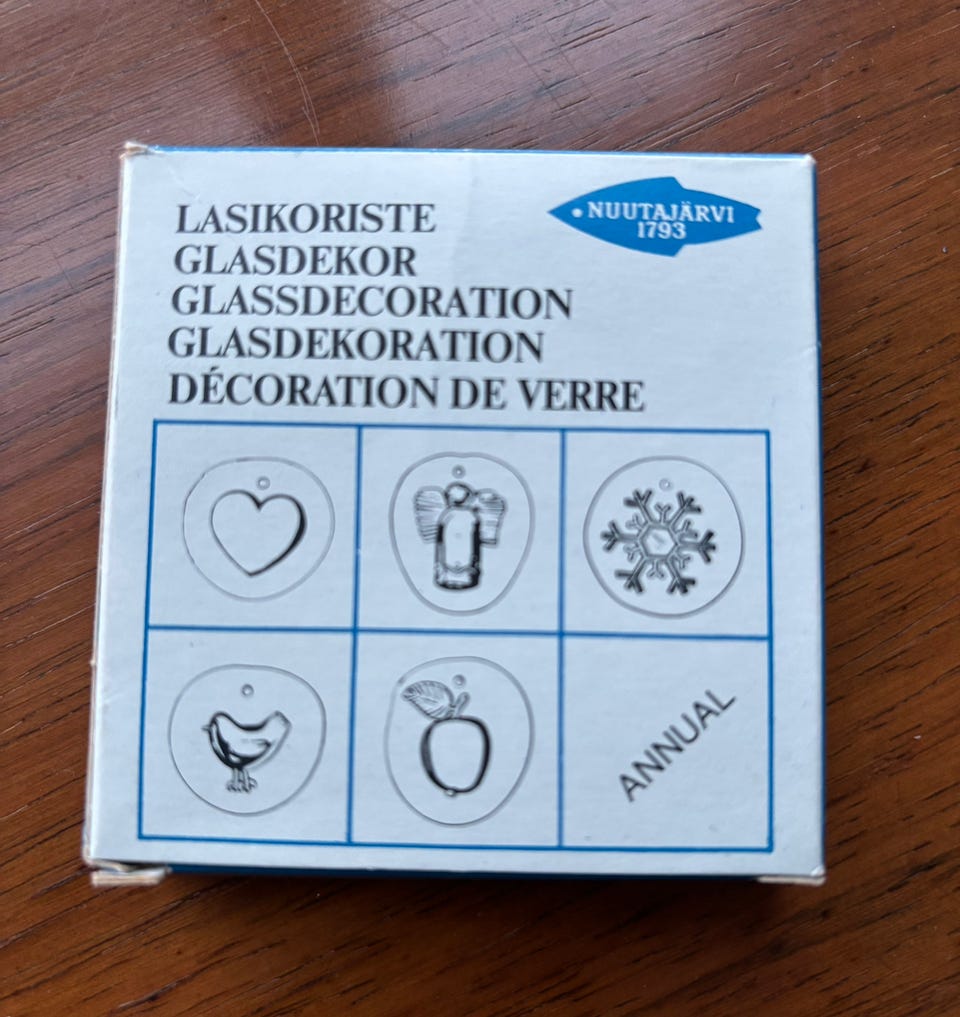 LASIKORISTE
GLASDEKOR
GLASSDECORATION
GLASDEKORATION
DÉCORATION DE VERRE
NUUTAJÄRVI
1793
ANNUAL